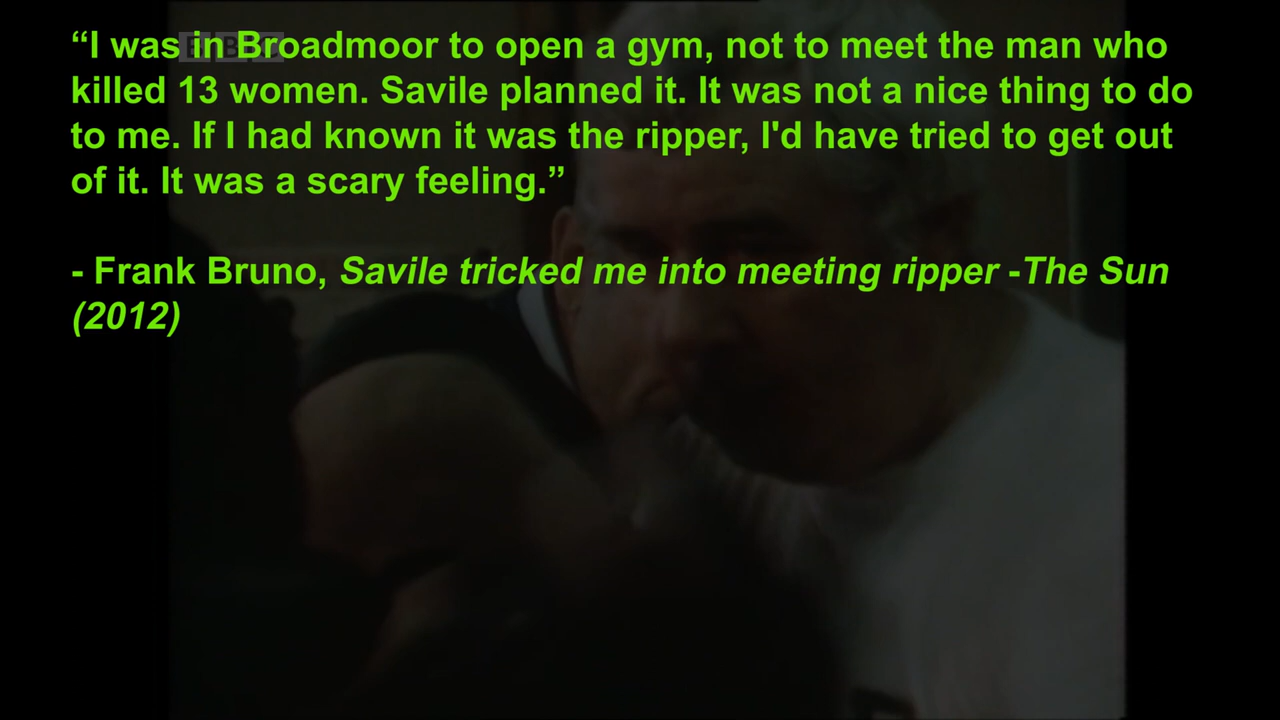 “I was in Broadmoor to open a gym, not to meet the man who
killed 13 women. Savile planned it. It was not a nice thing to do
to me. If I had known it was the ripper, I'd have tried to get out
of it. It was a scary feeling.”
- Frank Bruno, Savile tricked me into meeting ripper -The Sun
(2012)
BBC